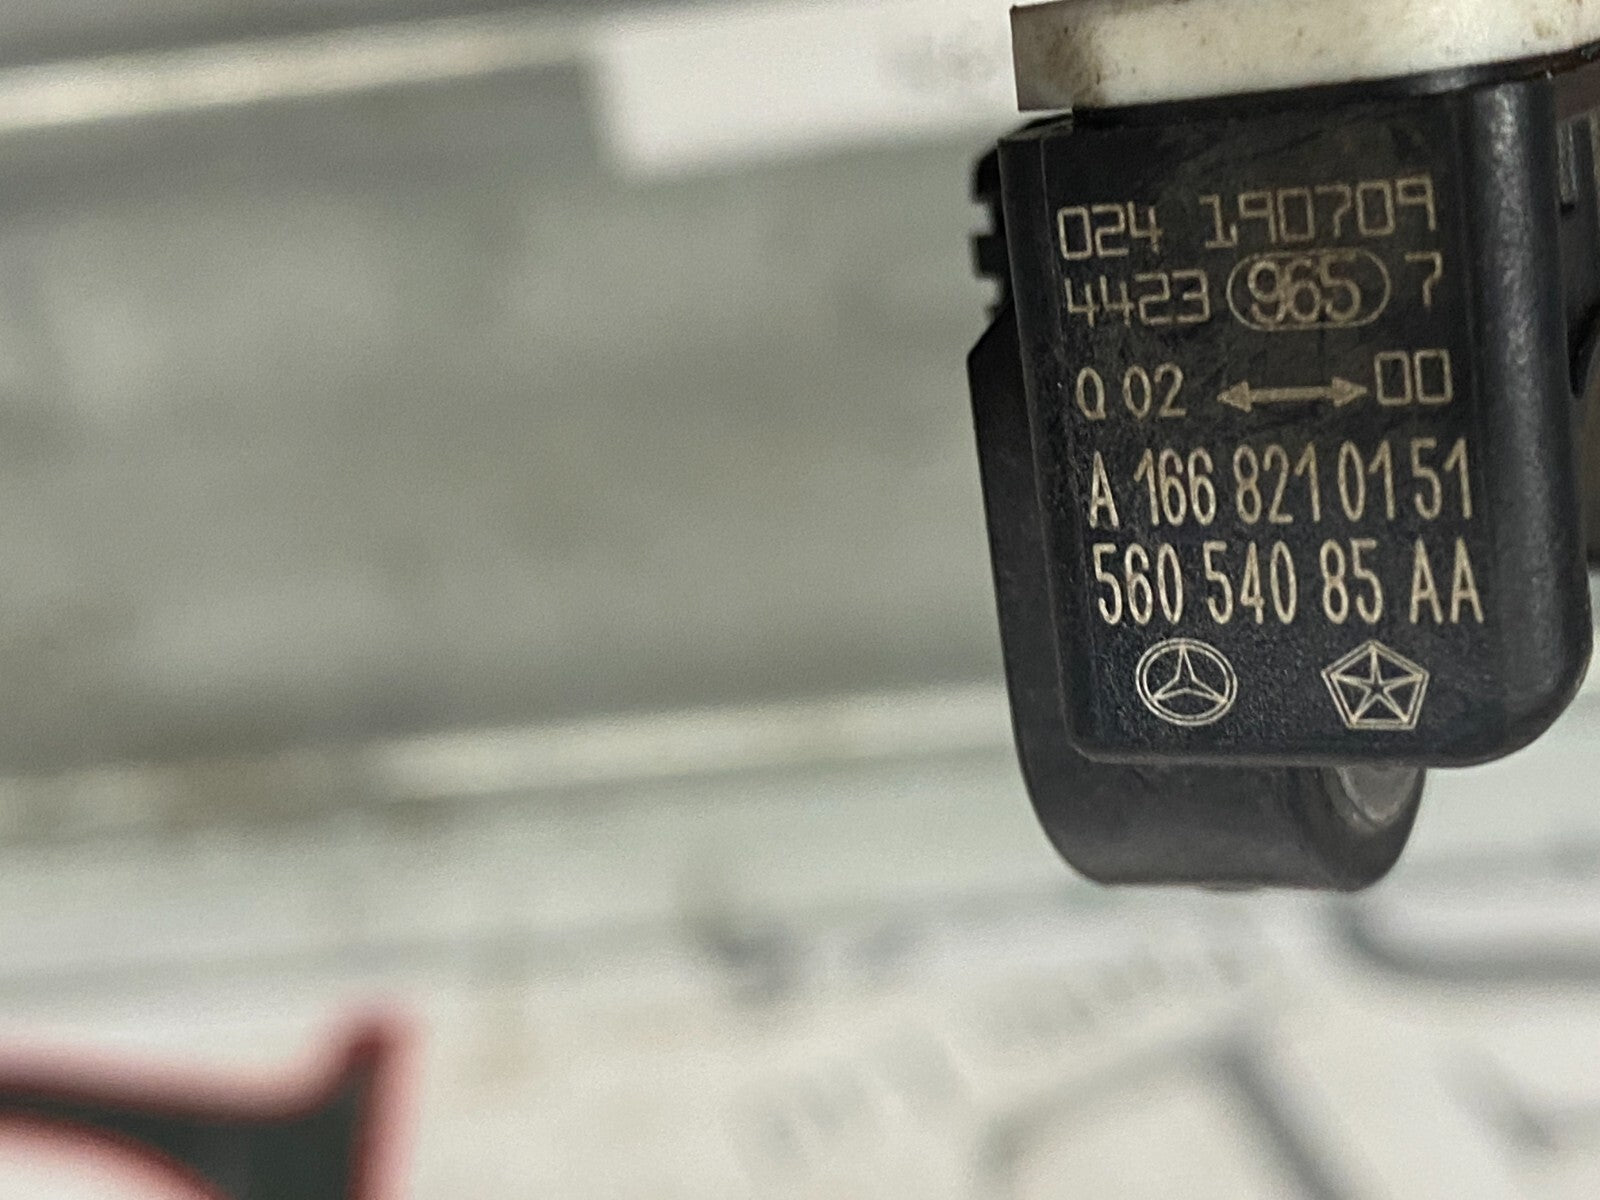 024 190709
4423 965 7
Q 02 ↔ 00
A 166 821 01 51
560 540 85 AA